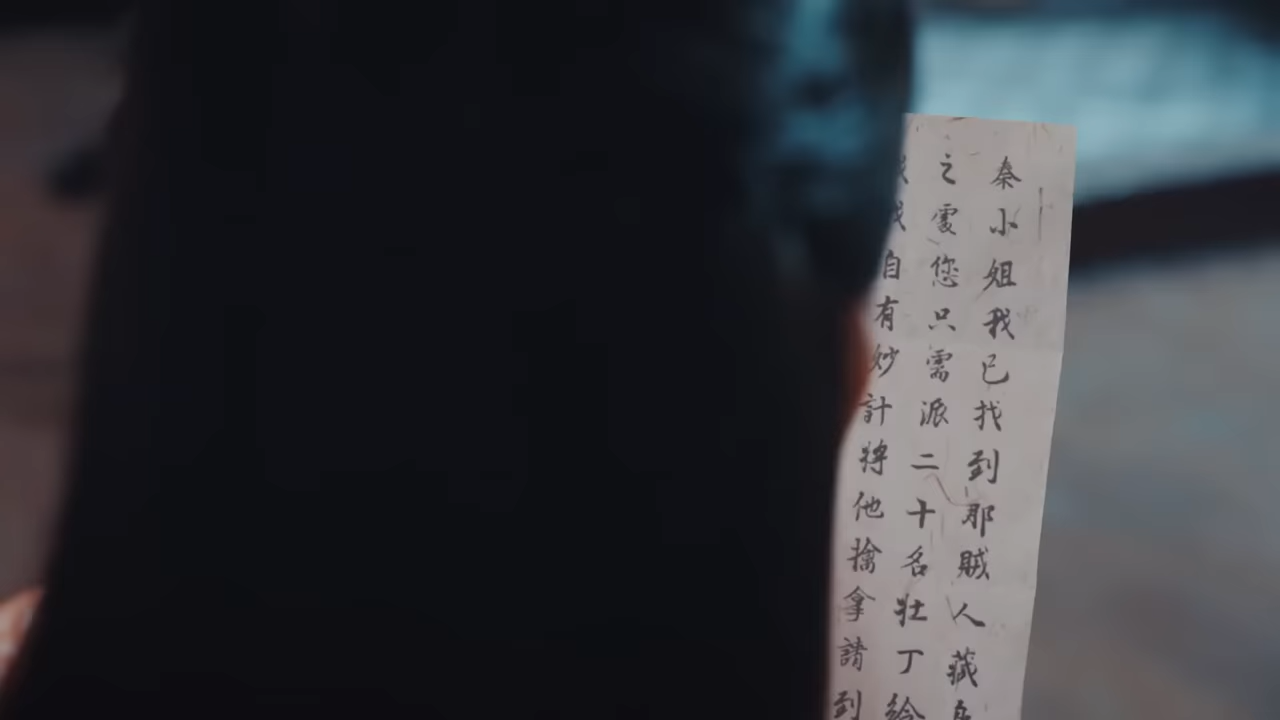 秦小姐我已找到那賊人藏
之處您只需派二十名壯丁給
我自有妙計將他擒拿請到